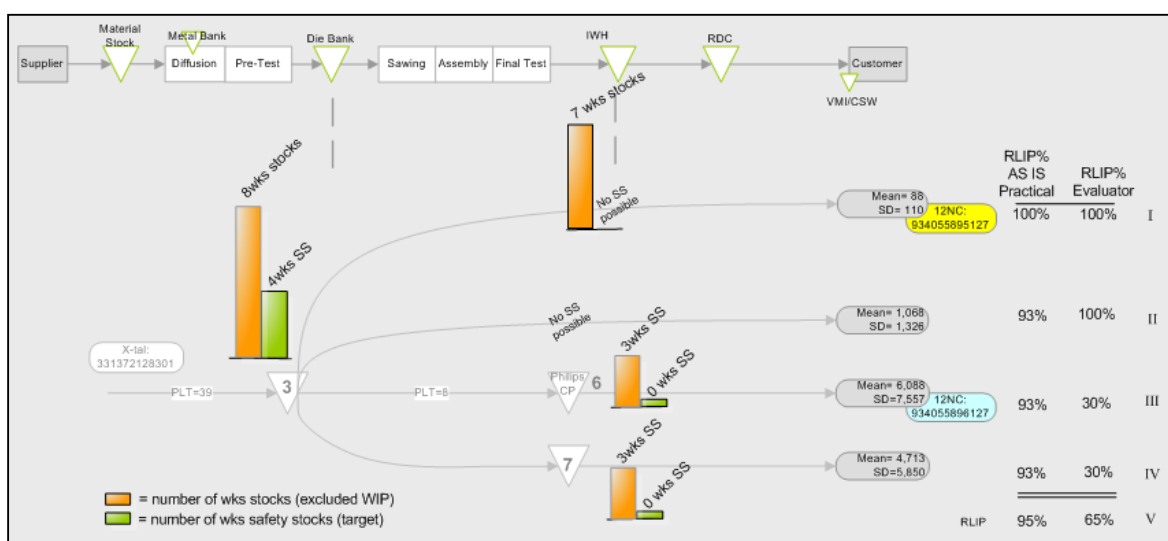 Material
Stock
Metal Bank
Die Bank
IWH
RDC
Supplier
Diffusion
Pre-Test
Sawing
Assembly
Final Test
Customer
VMI/CSW
7 wks stocks
8wks stocks
4wks SS
No SS
possible
RLIP%
AS IS
Practical
RLIP%
Evaluator
Mean= 88
SD= 110
12NC:
934055895127
100%
100%
I
No SS
possible
Mean= 1,068
SD= 1,326
93%
100%
II
X-tal:
331372128301
PLT=39
3
PLT=8
Philips
CP
6
3wks SS
0 wks SS
Mean= 6,088
SD=7,557
12NC:
934055896127
93%
30%
III
7
3wks SS
0 wks SS
Mean= 4,713
SD=5,850
93%
30%
IV
= number of wks stocks (excluded WIP)
= number of wks safety stocks (target)
RLIP
95%
65%
V